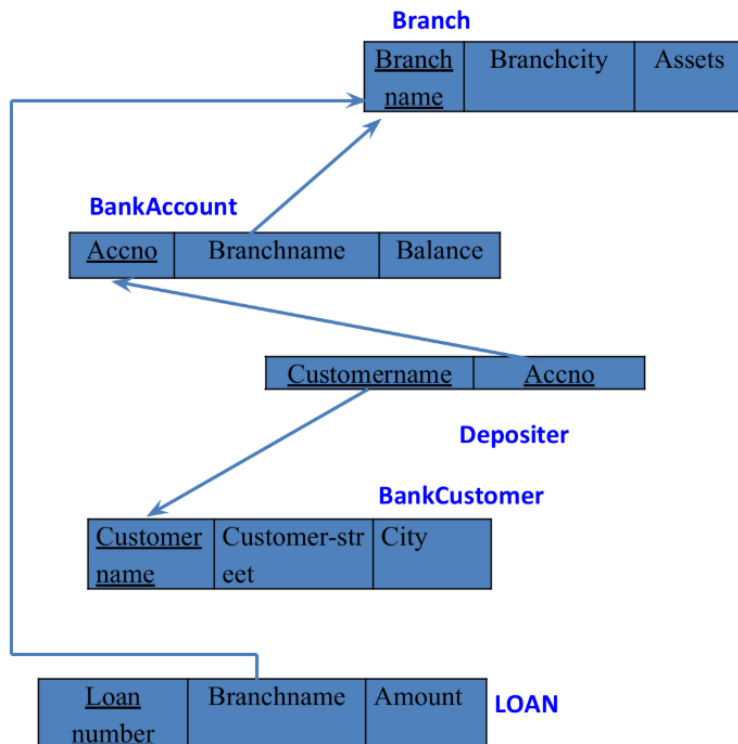 Branch
Branch Branchcity Assets
name
BankAccount
Accno Branchname Balance
Customername Accno
Depositer
BankCustomer
Customer Customer-str City
name eet
Loan Branchname Amount LOAN
number